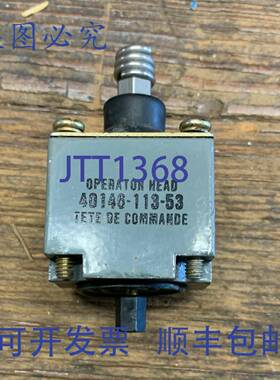 盗图必究
JTT1368
OPERATOR HEAD
40146-113-53
TETE DE COMMANDE
可开发票
顺丰包邮